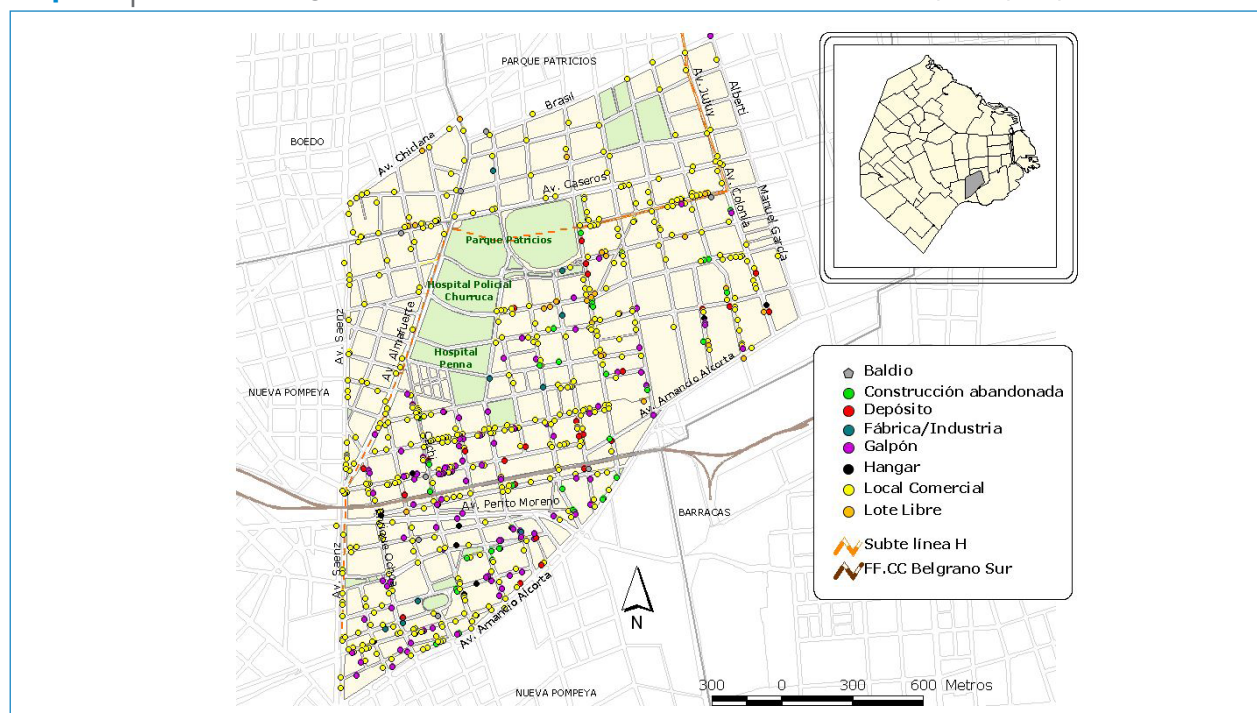 PARQUE PATRICIOS
BOEDO
Av. Chiclana
Brasil
Av. Jujuy
Alberti
Av. Caseros
Av. Colonia
Manuel García
Parque Patricios
Hospital Policial
Churruca
Hospital
Penna
Av. Almafuerte
Av. Saenz
NUEVA POMPEYA
Av. Amancio Alcorta
Av. Perito Moreno
BARRACAS
Av. Saenz
Av. Amancio Alcorta
NUEVA POMPEYA
N
Baldio
Construcción abandonada
Depósito
Fábrica/Industria
Galpón
Hangar
Local Comercial
Lote Libre
Subte línea H
FF.CC Belgrano Sur
300 0 300 600 Metros